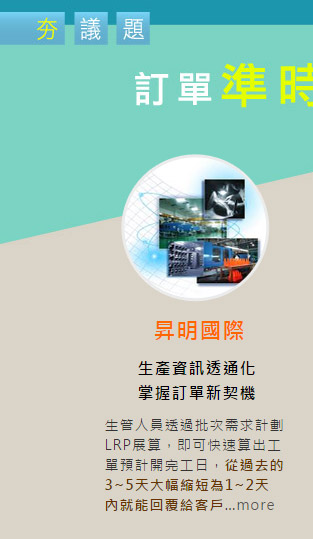 夯議題
訂單準時
昇明國際
生產資訊透通化
掌握訂單新契機
生管人員透過批次需求計劃
LRP展算，即可快速算出工
單預計開完工日，從過去的
3~5天大幅縮短為1~2天
內就能回覆給客戶...more